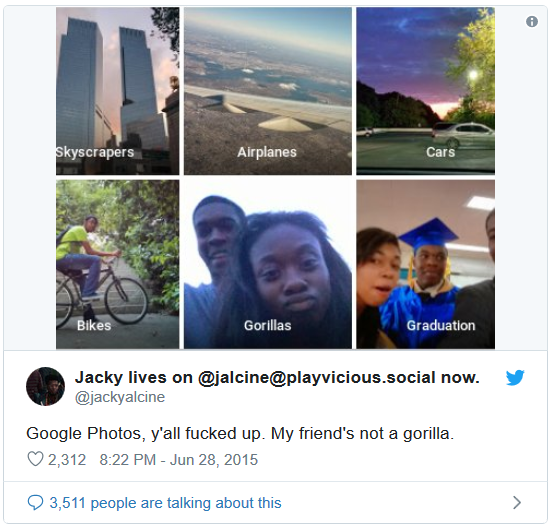 Skyscrapers
Airplanes
Cars
Bikes
Gorillas
Graduation
Jacky lives on @jalcine@playvicious.social now.
@jackyalcine
Google Photos, y'all fucked up. My friend's not a gorilla.
2,312 8:22 PM - Jun 28, 2015
3,511 people are talking about this